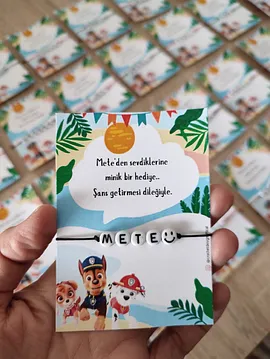 Mete'den sevdiklerine
minik bir hediye..
Şans getirmesi dileğiyle.
METE